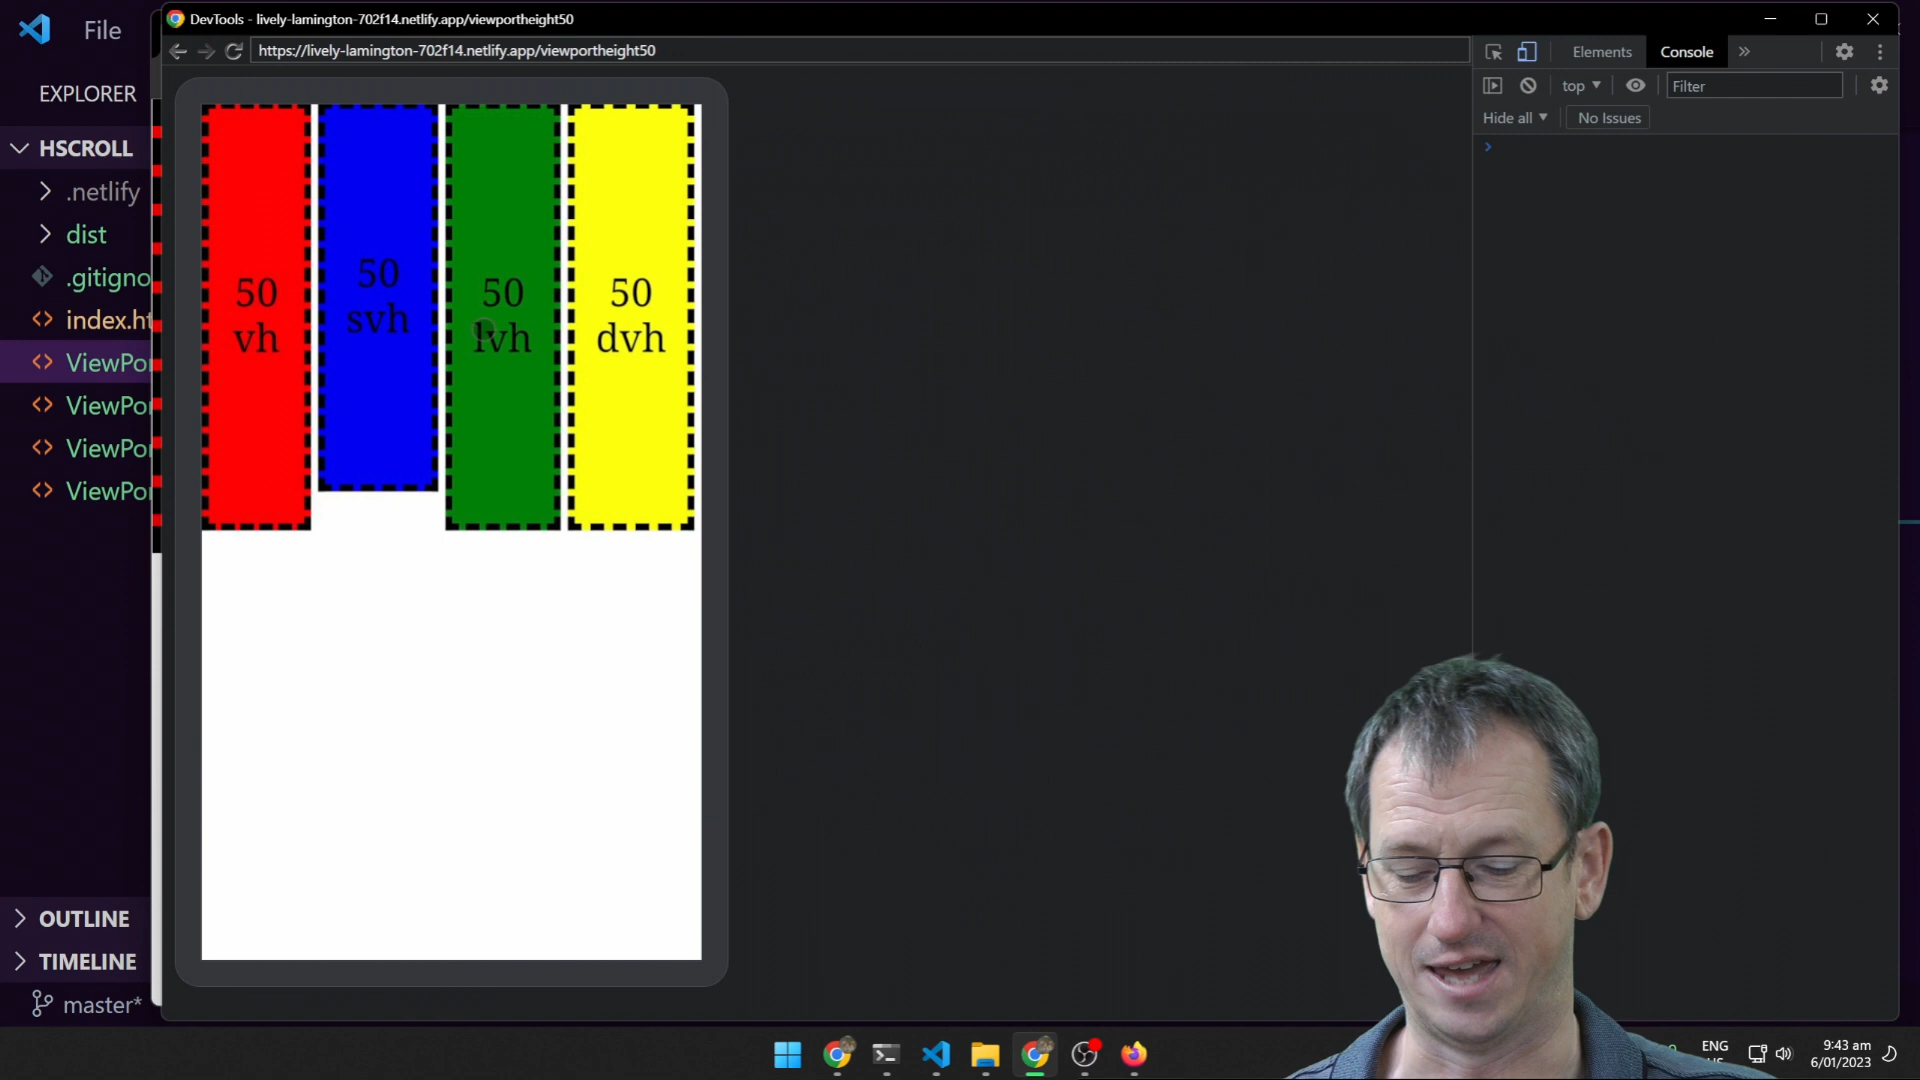 File
DevTools - lively-lamington-702f14.netlify.app/viewportheight50
https://lively-lamington-702f14.netlify.app/viewportheight50
Elements
Console
top
Filter
Hide all
No Issues
EXPLORER
HSCROLL
.netlify
dist
.gitigno
index.ht
ViewPo
ViewPo
ViewPo
ViewPo
OUTLINE
TIMELINE
master*
50
vh
50
svh
50
lvh
50
dvh
ENG
9:43 am
6/01/2023